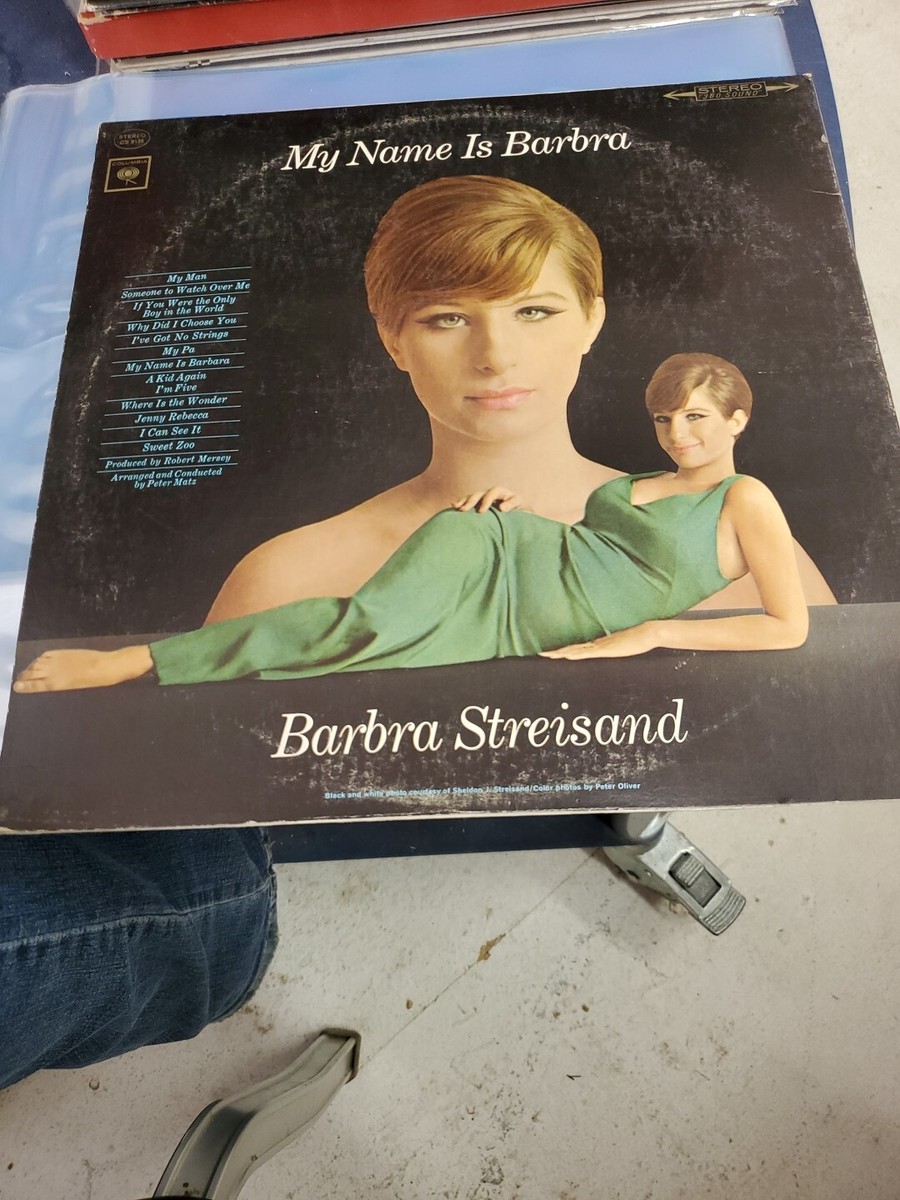 STEREO
360 SOUND
STEREO
CS 9136
COLUMBIA
My Name Is Barbra
My Man
Someone to Watch Over Me
If You Were the Only
Boy in the World
Why Did I Choose You
I've Got No Strings
My Pa
My Name Is Barbara
A Kid Again
I'm Five
Where Is the Wonder
Jenny Rebecca
I Can See It
Sweet Zoo
Produced by Robert Mersey
Arranged and Conducted
by Peter Matz
Barbra Streisand
Black and white photo courtesy of Sheldon J. Streisand/Color photos by Peter Oliver